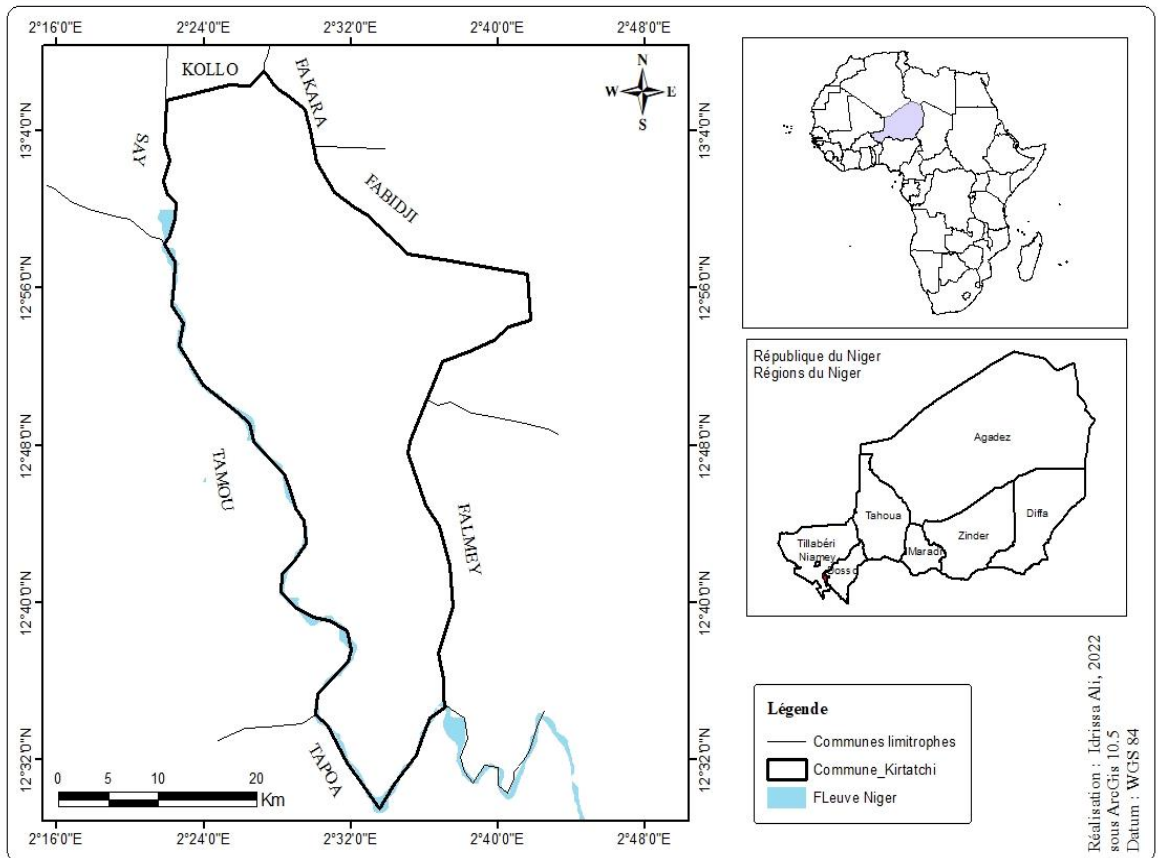 2°16'0"E 2°24'0"E 2°32'0"E 2°40'0"E 2°48'0"E
KOLLO
FAKARA
SAY
FABIDJI
TAMOU
FALMEY
TAPOA
N
W E
S
13°4'0"N
12°56'0"N
12°48'0"N
12°40'0"N
12°32'0"N
13°4'0"N
12°56'0"N
12°48'0"N
12°40'0"N
12°32'0"N
0 5 10 20
Km
2°16'0"E 2°24'0"E 2°32'0"E 2°40'0"E 2°48'0"E
République du Niger
Régions du Niger
Agadez
Tahoua
Diffa
Zinder
Maradi
Tillabéri
Niamey
Dosso
Légende
Communes limitrophes
Commune_Kirtatchi
FLeuve Niger
Réalisation : Idrissa Ali, 2022
sous ArcGis 10.5
Datum : WGS 84